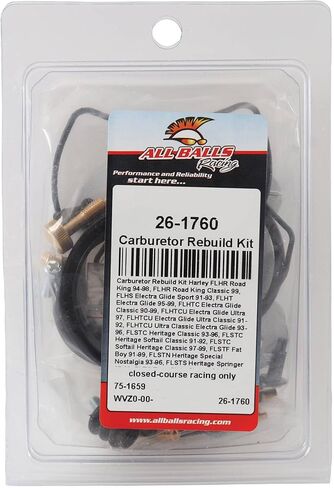 ALL BALLS
Racing
Performance and Reliability
start here...
26-1760
Carburetor Rebuild Kit
Carburetor Rebuild Kit Harley FLHR Road
King 94-98, FLHR Road King Classic 99,
FLHS Electra Glide Sport 91-93, FLHT
Electra Glide 95-99, FLHTC Electra Glide
Classic 90-99, FLHTCU Electra Glide Ultra
97, FLHTCU Electra Glide Ultra Classic 91-
92, FLHTCU Ultra Classic Electra Glide 93-
96, FLSTC Heritage Classic 93-96, FLSTC
Heritage Softail Classic 91-92, FLSTC
Softail Heritage Classic 97-99, FLSTF Fat
Boy 91-99, FLSTN Heritage Special
Nostalgia 93-96, FLSTS Heritage Springer
closed-course racing only
75-1659
WVZ0-00- 26-1760
www.allballsracing.com